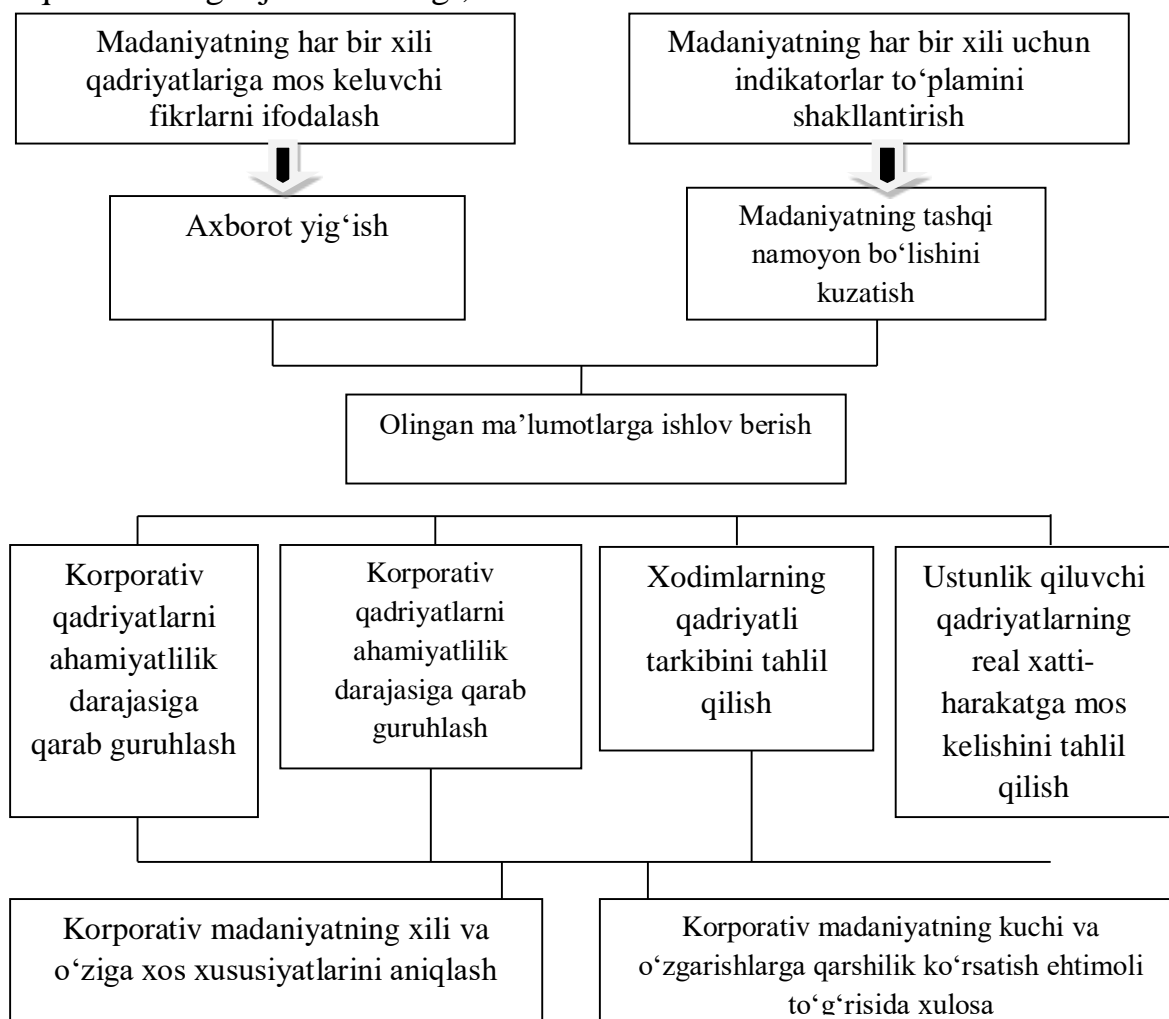 Madaniyatning har bir xili
qadriyatlariga mos keluvchi
fikrlarni ifodalash
Madaniyatning har bir xili uchun
indikatorlar to‘plamini
shakllantirish
Axborot yig‘ish
Madaniyatning tashqi
namoyon bo‘lishini
kuzatish
Olingan ma’lumotlarga ishlov berish
Korporativ
qadriyatlarni
ahamiyatlilik
darajasiga
qarab guruhlash
Korporativ
qadriyatlarni
ahamiyatlilik
darajasiga qarab
guruhlash
Xodimlarning
qadriyatli
tarkibini tahlil
qilish
Ustunlik qiluvchi
qadriyatlarning
real xatti-
harakatga mos
kelishini tahlil
qilish
Korporativ madaniyatning xili va
o‘ziga xos xususiyatlarini aniqlash
Korporativ madaniyatning kuchi va
o‘zgarishlarga qarshilik ko‘rsatish ehtimoli
to‘g‘risida xulosa